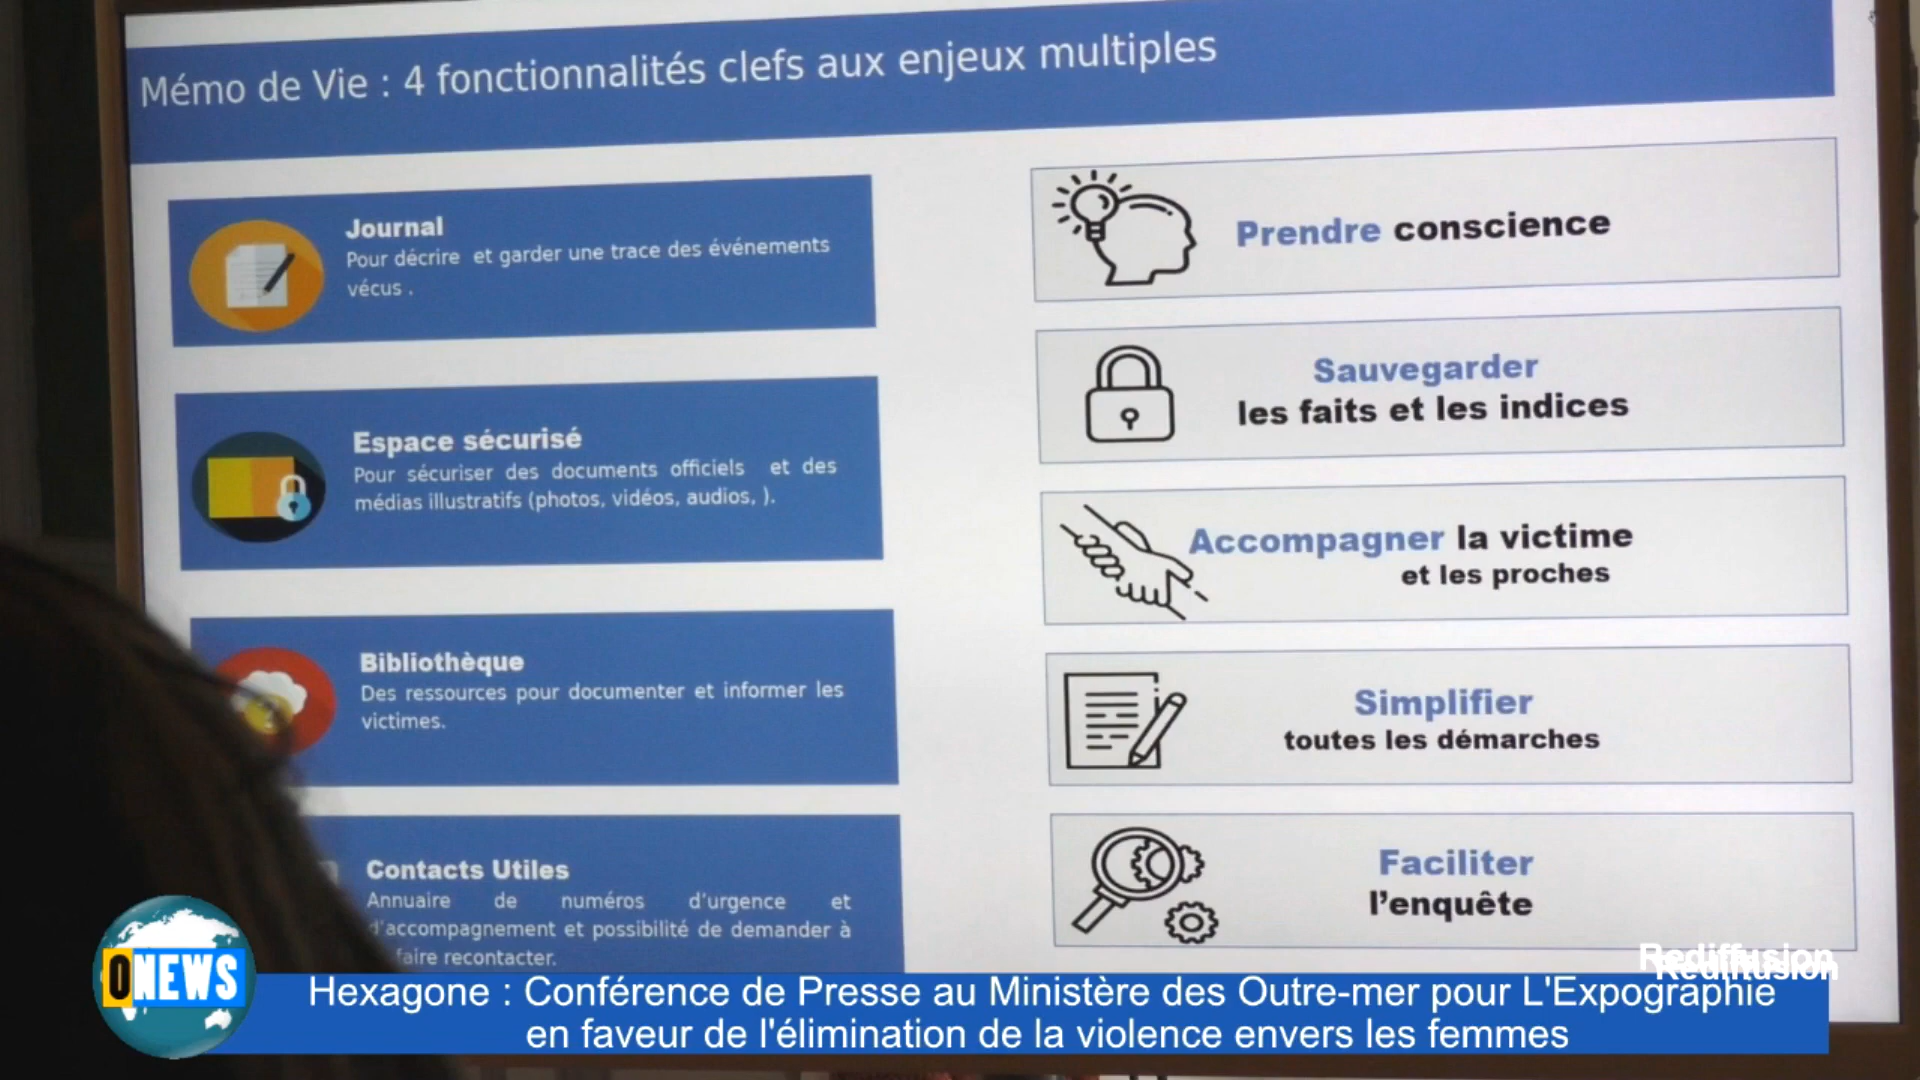 Mémo de Vie : 4 fonctionnalités clefs aux enjeux multiples
Journal
Pour décrire et garder une trace des événements
vécus .
Espace sécurisé
Pour sécuriser des documents officiels et des
médias illustratifs (photos, vidéos, audios, ).
Bibliothèque
Des ressources pour documenter et informer les
victimes.
Contacts Utiles
Annuaire de numéros d'urgence et
d'accompagnement et possibilité de demander à
faire recontacter.
Prendre conscience
Sauvegarder
les faits et les indices
Accompagner la victime
et les proches
Simplifier
toutes les démarches
Faciliter
l'enquête
Rediffusion
Rediffusion
ONEWS
Hexagone : Conférence de Presse au Ministère des Outre-mer pour L'Expographie
en faveur de l'élimination de la violence envers les femmes